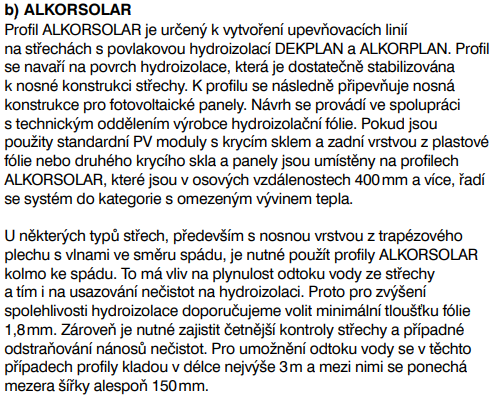 b) ALKORSOLAR
Profil ALKORSOLAR je určený k vytvoření upevňovacích linií
na střechách s povlakovou hydroizolací DEKPLAN a ALKORPLAN. Profil
se navaří na povrch hydroizolace, která je dostatečně stabilizována
k nosné konstrukci střechy. K profilu se následně připevňuje nosná
konstrukce pro fotovoltaické panely. Návrh se provádí ve spolupráci
s technickým oddělením výrobce hydroizolační fólie. Pokud jsou
použity standardní PV moduly s krycím sklem a zadní vrstvou z plastové
fólie nebo druhého krycího skla a panely jsou umístěny na profilech
ALKORSOLAR, které jsou v osových vzdálenostech 400 mm a více, řadí
se systém do kategorie s omezeným vývinem tepla.
U některých typů střech, především s nosnou vrstvou z trapézového
plechu s vlnami ve směru spádu, je nutné použít profily ALKORSOLAR
kolmo ke spádu. To má vliv na plynulost odtoku vody ze střechy
a tím i na usazování nečistot na hydroizolaci. Proto pro zvýšení
spolehlivosti hydroizolace doporučujeme volit minimální tloušťku fólie
1,8 mm. Zároveň je nutné zajistit četnější kontroly střechy a případné
odstraňování nánosů nečistot. Pro umožnění odtoku vody se v těchto
případech profily kladou v délce nejvýše 3 m a mezi nimi se ponechá
mezera šířky alespoň 150 mm.